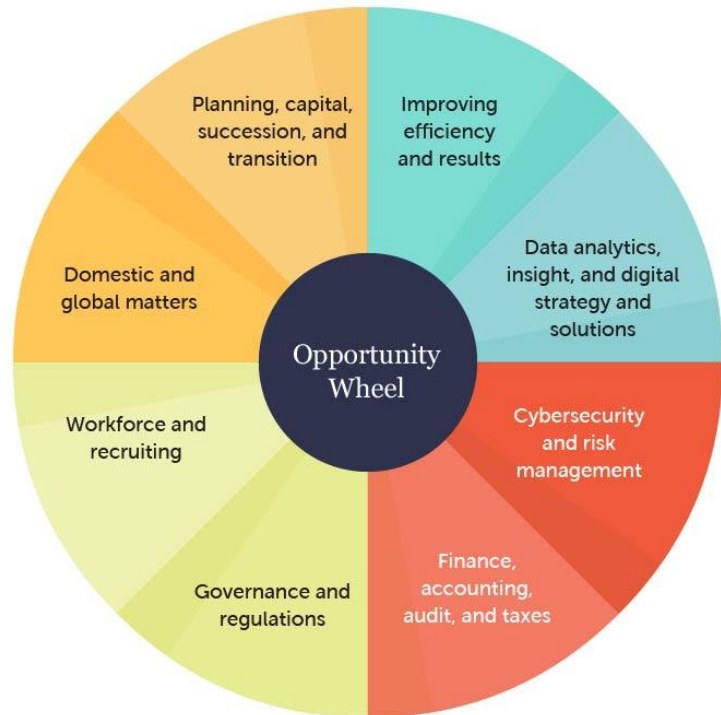 Planning, capital,
succession, and
transition
Improving
efficiency
and results
Data analytics,
insight, and digital
strategy and
solutions
Cybersecurity
and risk
management
Finance,
accounting,
audit, and taxes
Governance and
regulations
Workforce and
recruiting
Domestic and
global matters
Opportunity
Wheel